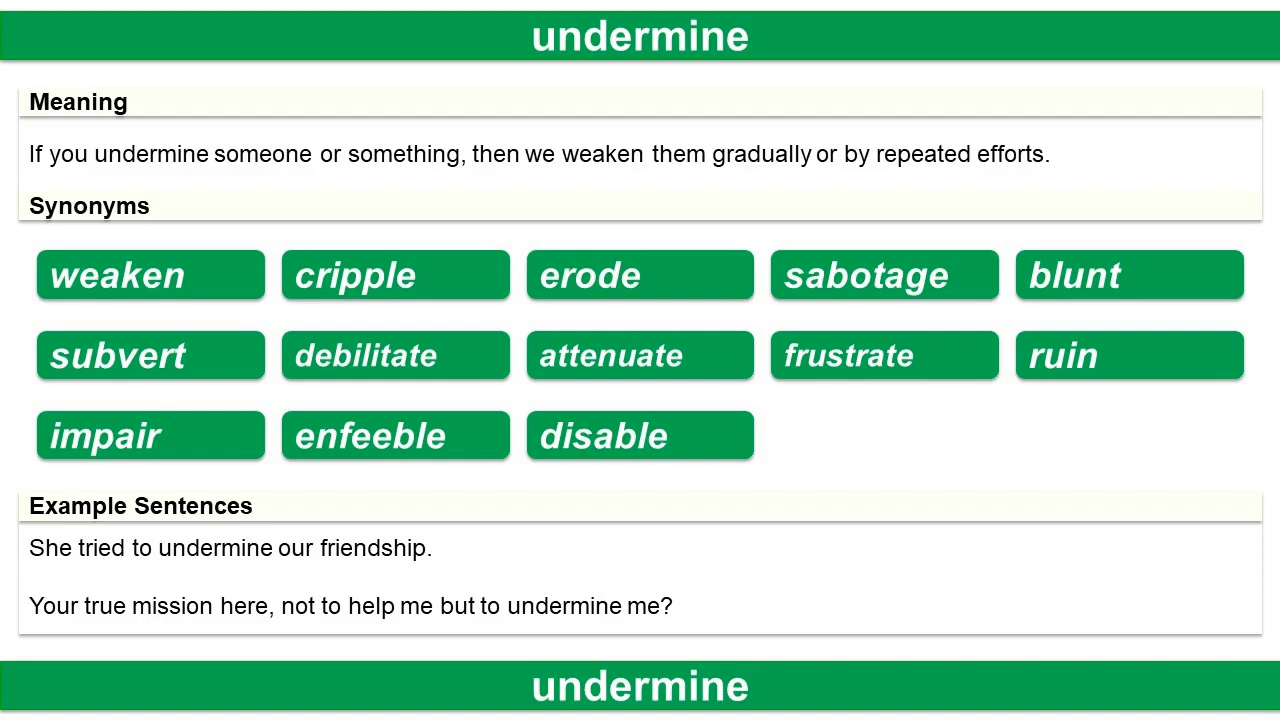 undermine
Meaning
If you undermine someone or something, then we weaken them gradually or by repeated efforts.
Synonyms
weaken cripple erode sabotage blunt
subvert debilitate attenuate frustrate ruin
impair enfeeble disable
Example Sentences
She tried to undermine our friendship.
Your true mission here, not to help me but to undermine me?
undermine